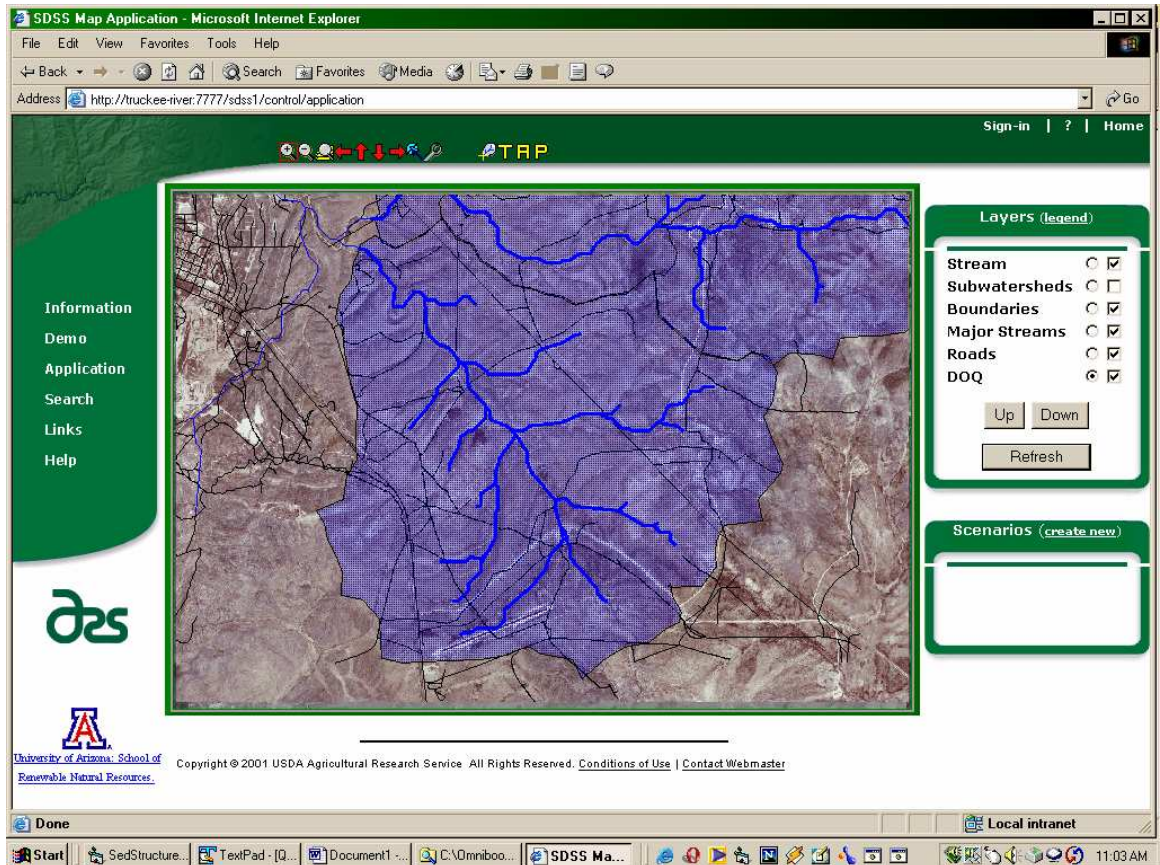 SDSS Map Application - Microsoft Internet Explorer
File Edit View Favorites Tools Help
Back Search Favorites Media
Address http://truckee-river:7777/sdss1/control/application Go
Sign-in | ? | Home
T A P
Layers (legend)
Stream
Subwatersheds
Boundaries
Major Streams
Roads
DOQ
Up Down
Refresh
Scenarios (create new)
Information
Demo
Application
Search
Links
Help
ars
A
University of Arizona: School of
Renewable Natural Resources.
Copyright © 2001 USDA Agricultural Research Service All Rights Reserved. Conditions of Use | Contact Webmaster
Done Local intranet
Start SedStructure... TextPad - [Q... Document1 -... C:\Omniboo... SDSS Ma... 11:03 AM